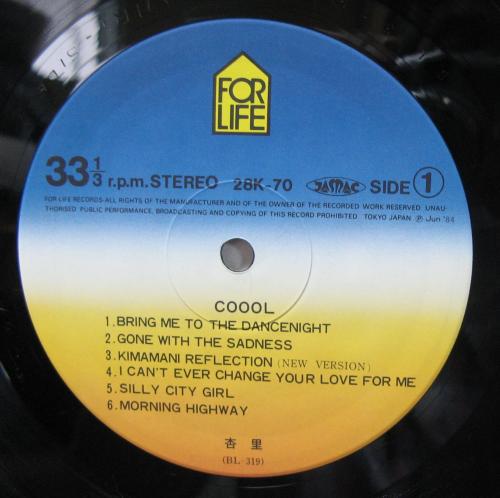 FOR
LIFE
33 1/3 r.p.m. STEREO 28K-70 JASRAC SIDE 1
FOR LIFE RECORDS·ALL RIGHTS OF THE MANUFACTURER AND OF THE OWNER OF THE RECORDED WORK RESERVED. UNAU-
THORISED PUBLIC PERFORMANCE, BROADCASTING AND COPYING OF THIS RECORD PROHIBITED. TOKYO JAPAN ℗ Jun '84
COOOL
1.BRING ME TO THE DANCENIGHT
2.GONE WITH THE SADNESS
3.KIMAMANI REFLECTION (NEW VERSION)
4.I CAN'T EVER CHANGE YOUR LOVE FOR ME
5.SILLY CITY GIRL
6.MORNING HIGHWAY
杏 里
(BL-319)